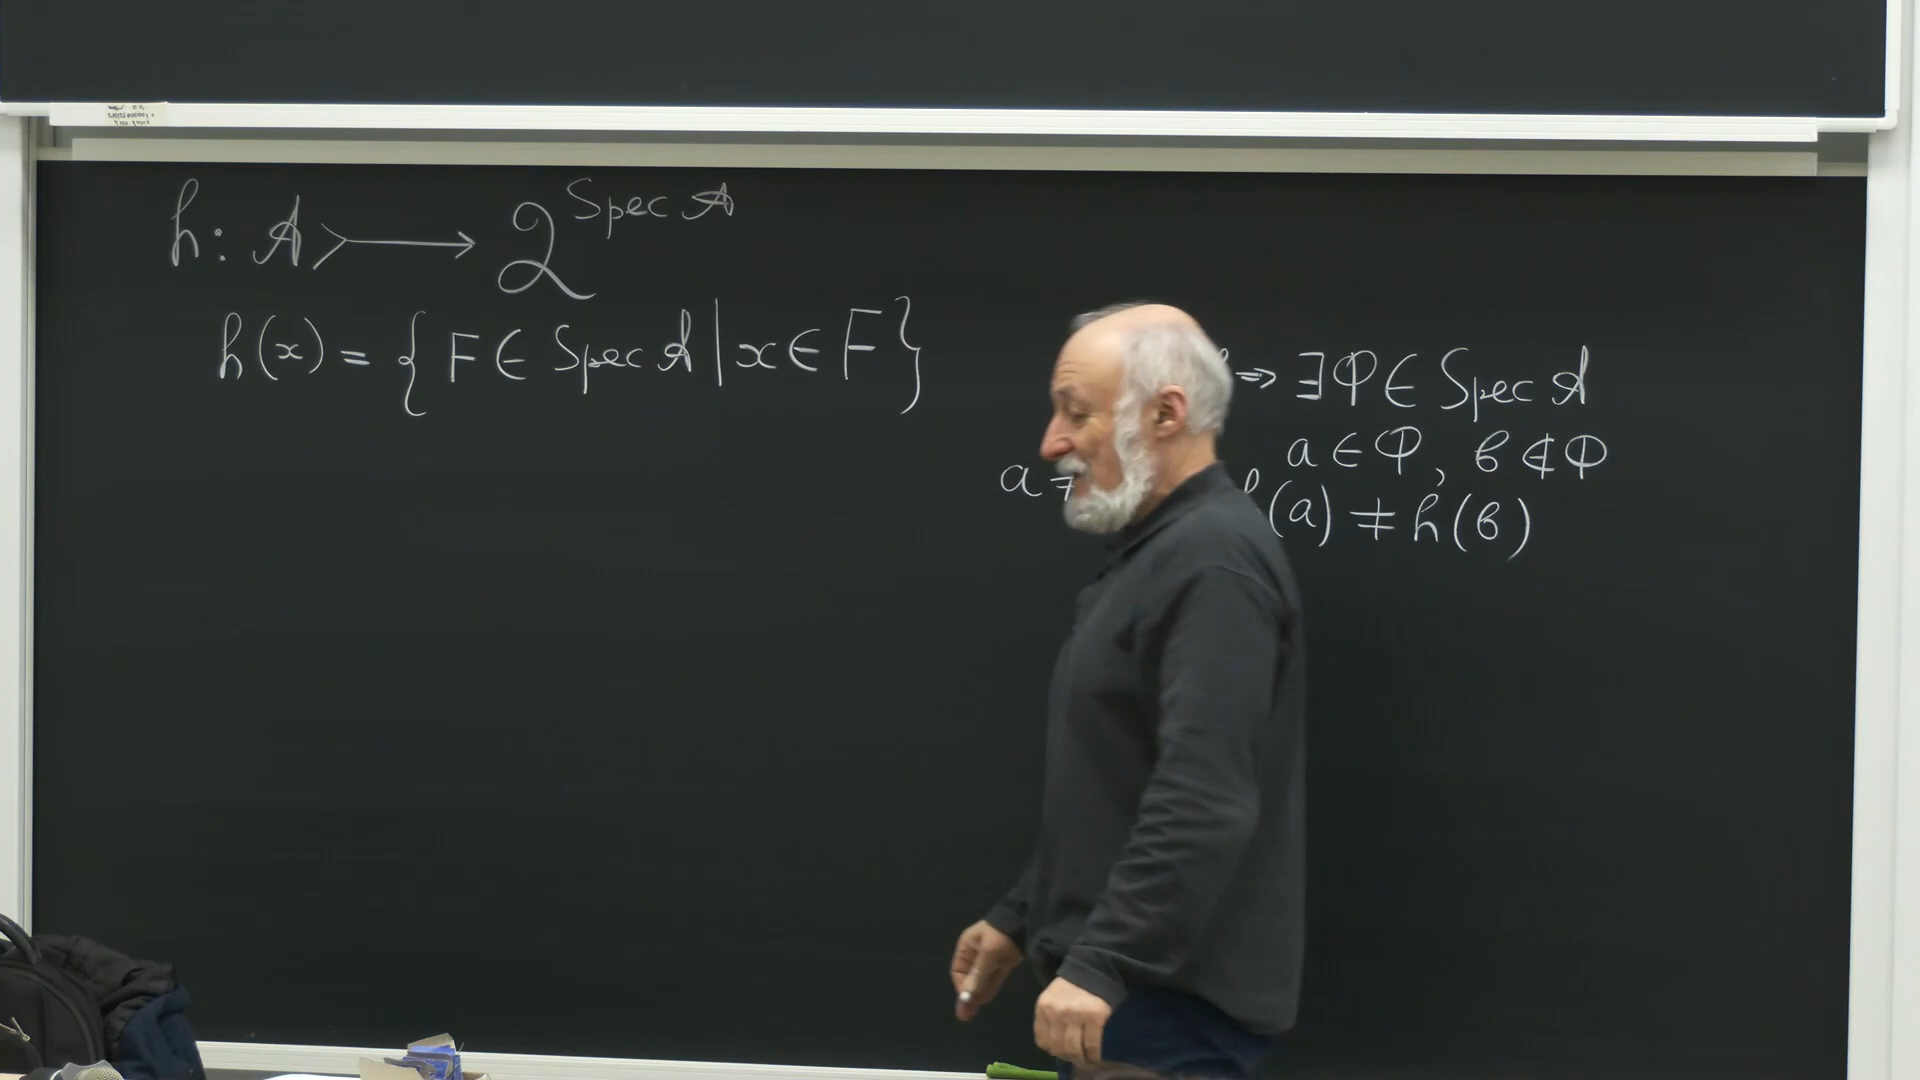 h: A ↣ 2^{Spec A}
h(x) = { F ∈ Spec A | x ∈ F }
⇒ ∃Φ ∈ Spec A
a ∈ Φ, b ∉ Φ
a ≠
(a) ≠ h(b)